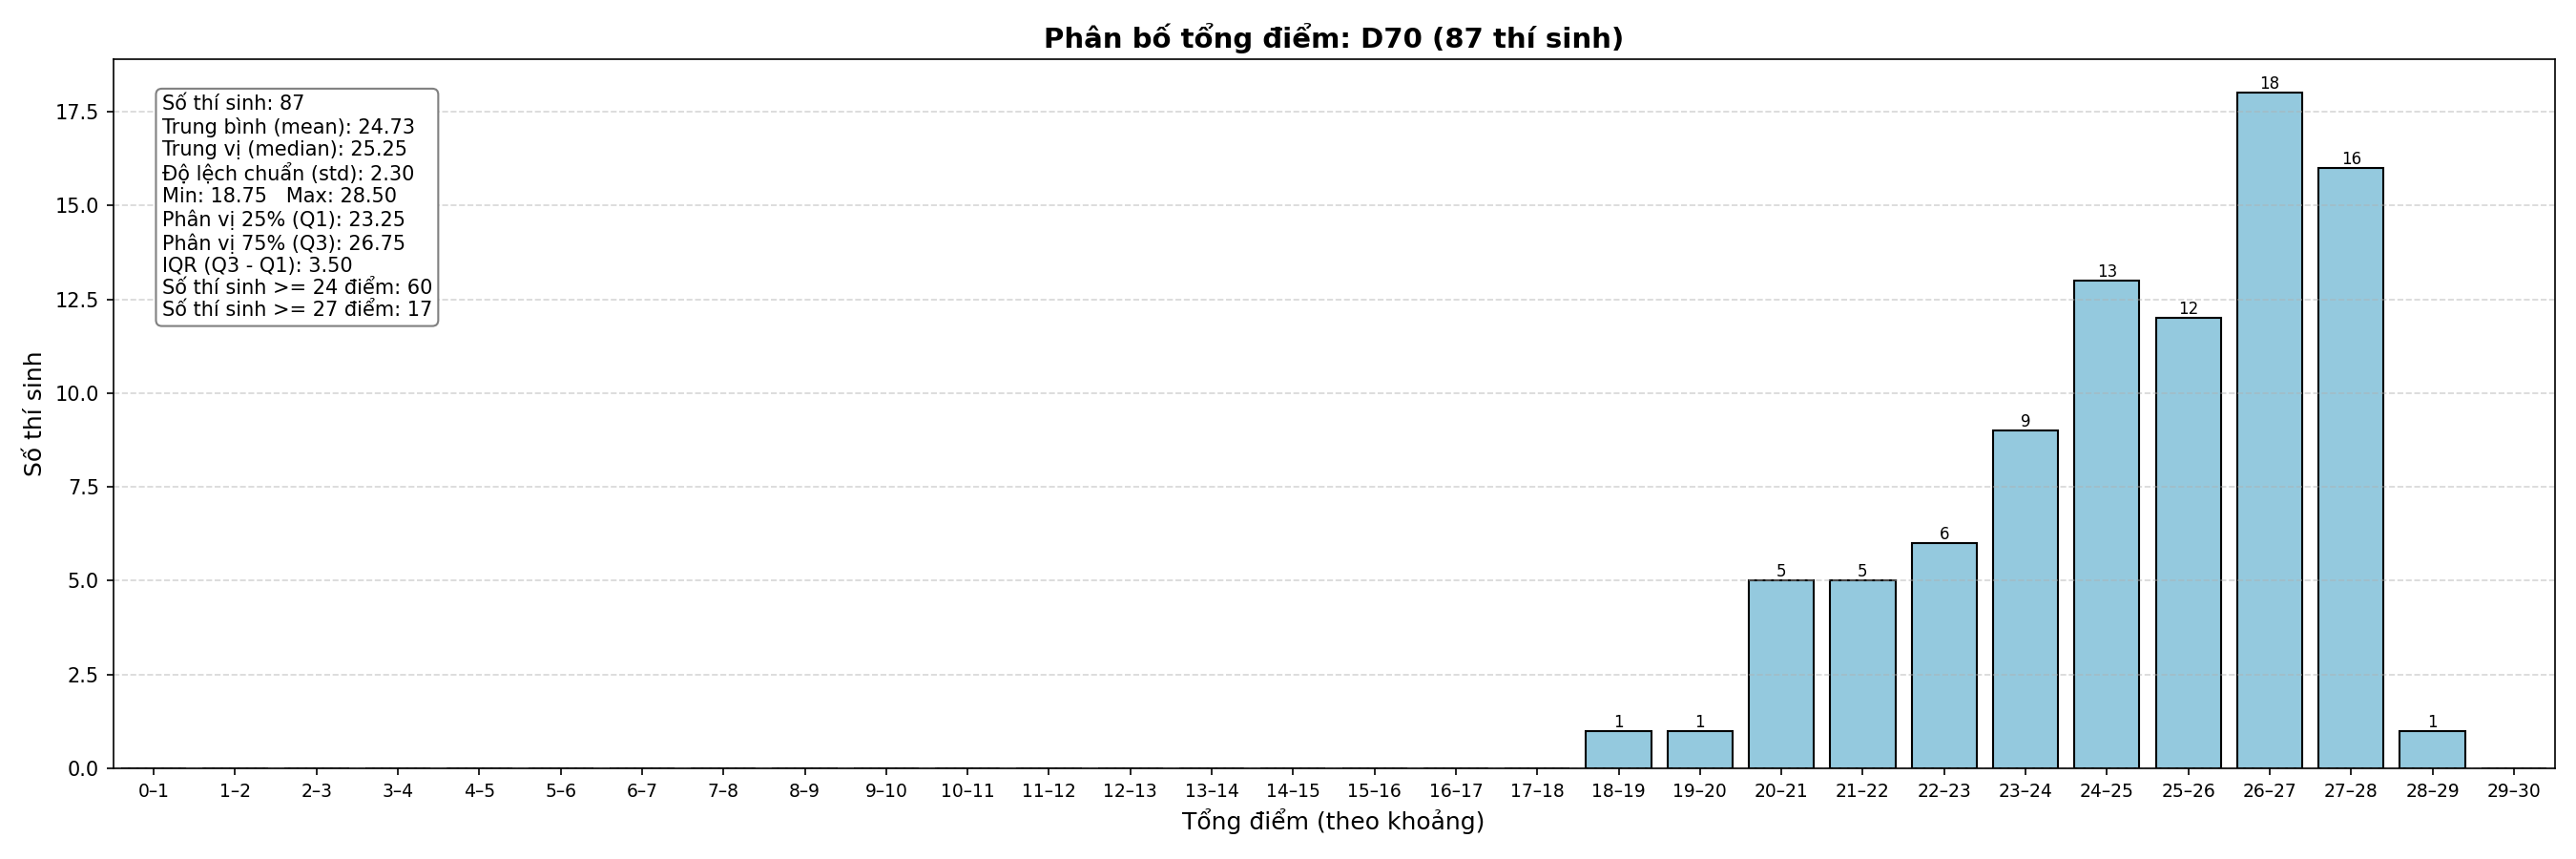 Phân bố tổng điểm: D70 (87 thí sinh)
Số thí sinh: 87
Trung bình (mean): 24.73
Trung vị (median): 25.25
Độ lệch chuẩn (std): 2.30
Min: 18.75   Max: 28.50
Phân vị 25% (Q1): 23.25
Phân vị 75% (Q3): 26.75
IQR (Q3 - Q1): 3.50
Số thí sinh >= 24 điểm: 60
Số thí sinh >= 27 điểm: 17
Số thí sinh
17.5
15.0
12.5
10.0
7.5
5.0
2.5
0.0
1 1 5 5 6 9 13 12 18 16 1
0–1 1–2 2–3 3–4 4–5 5–6 6–7 7–8 8–9 9–10 10–11 11–12 12–13 13–14 14–15 15–16 16–17 17–18 18–19 19–20 20–21 21–22 22–23 23–24 24–25 25–26 26–27 27–28 28–29 29–30
Tổng điểm (theo khoảng)